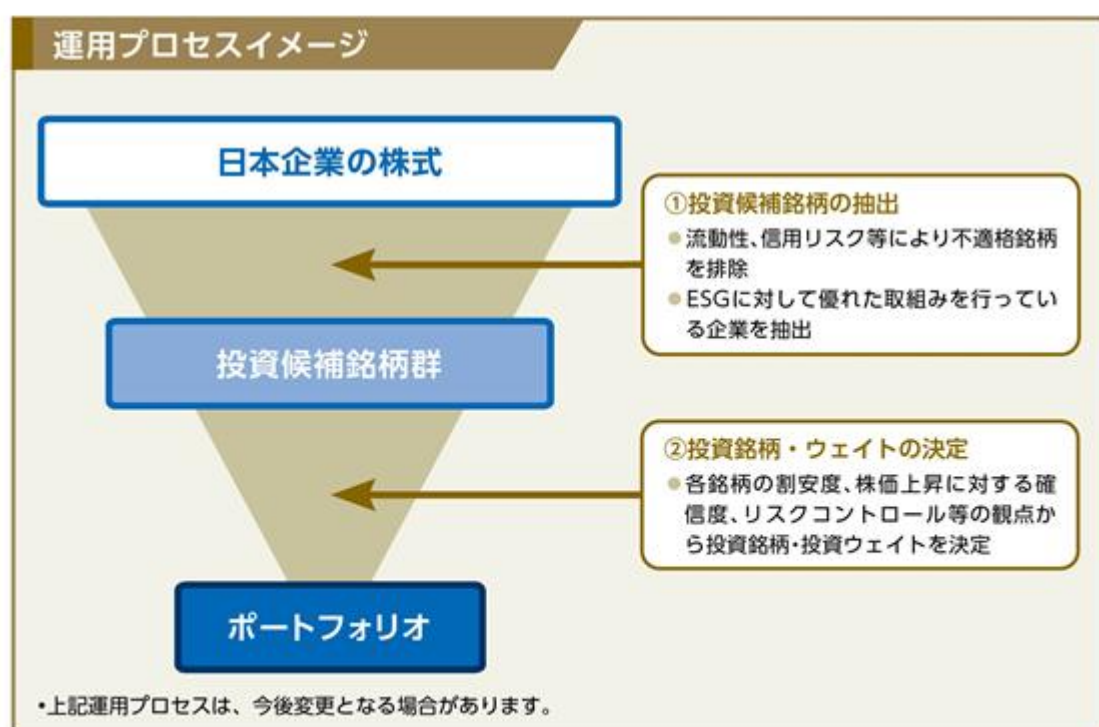 運用プロセスイメージ
日本企業の株式
①投資候補銘柄の抽出
●流動性、信用リスク等により不適格銘柄
を排除
●ESGに対して優れた取組みを行ってい
る企業を抽出
投資候補銘柄群
②投資銘柄・ウェイトの決定
●各銘柄の割安度、株価上昇に対する確
信度、リスクコントロール等の観点か
ら投資銘柄・投資ウェイトを決定
ポートフォリオ
•上記運用プロセスは、今後変更となる場合があります。